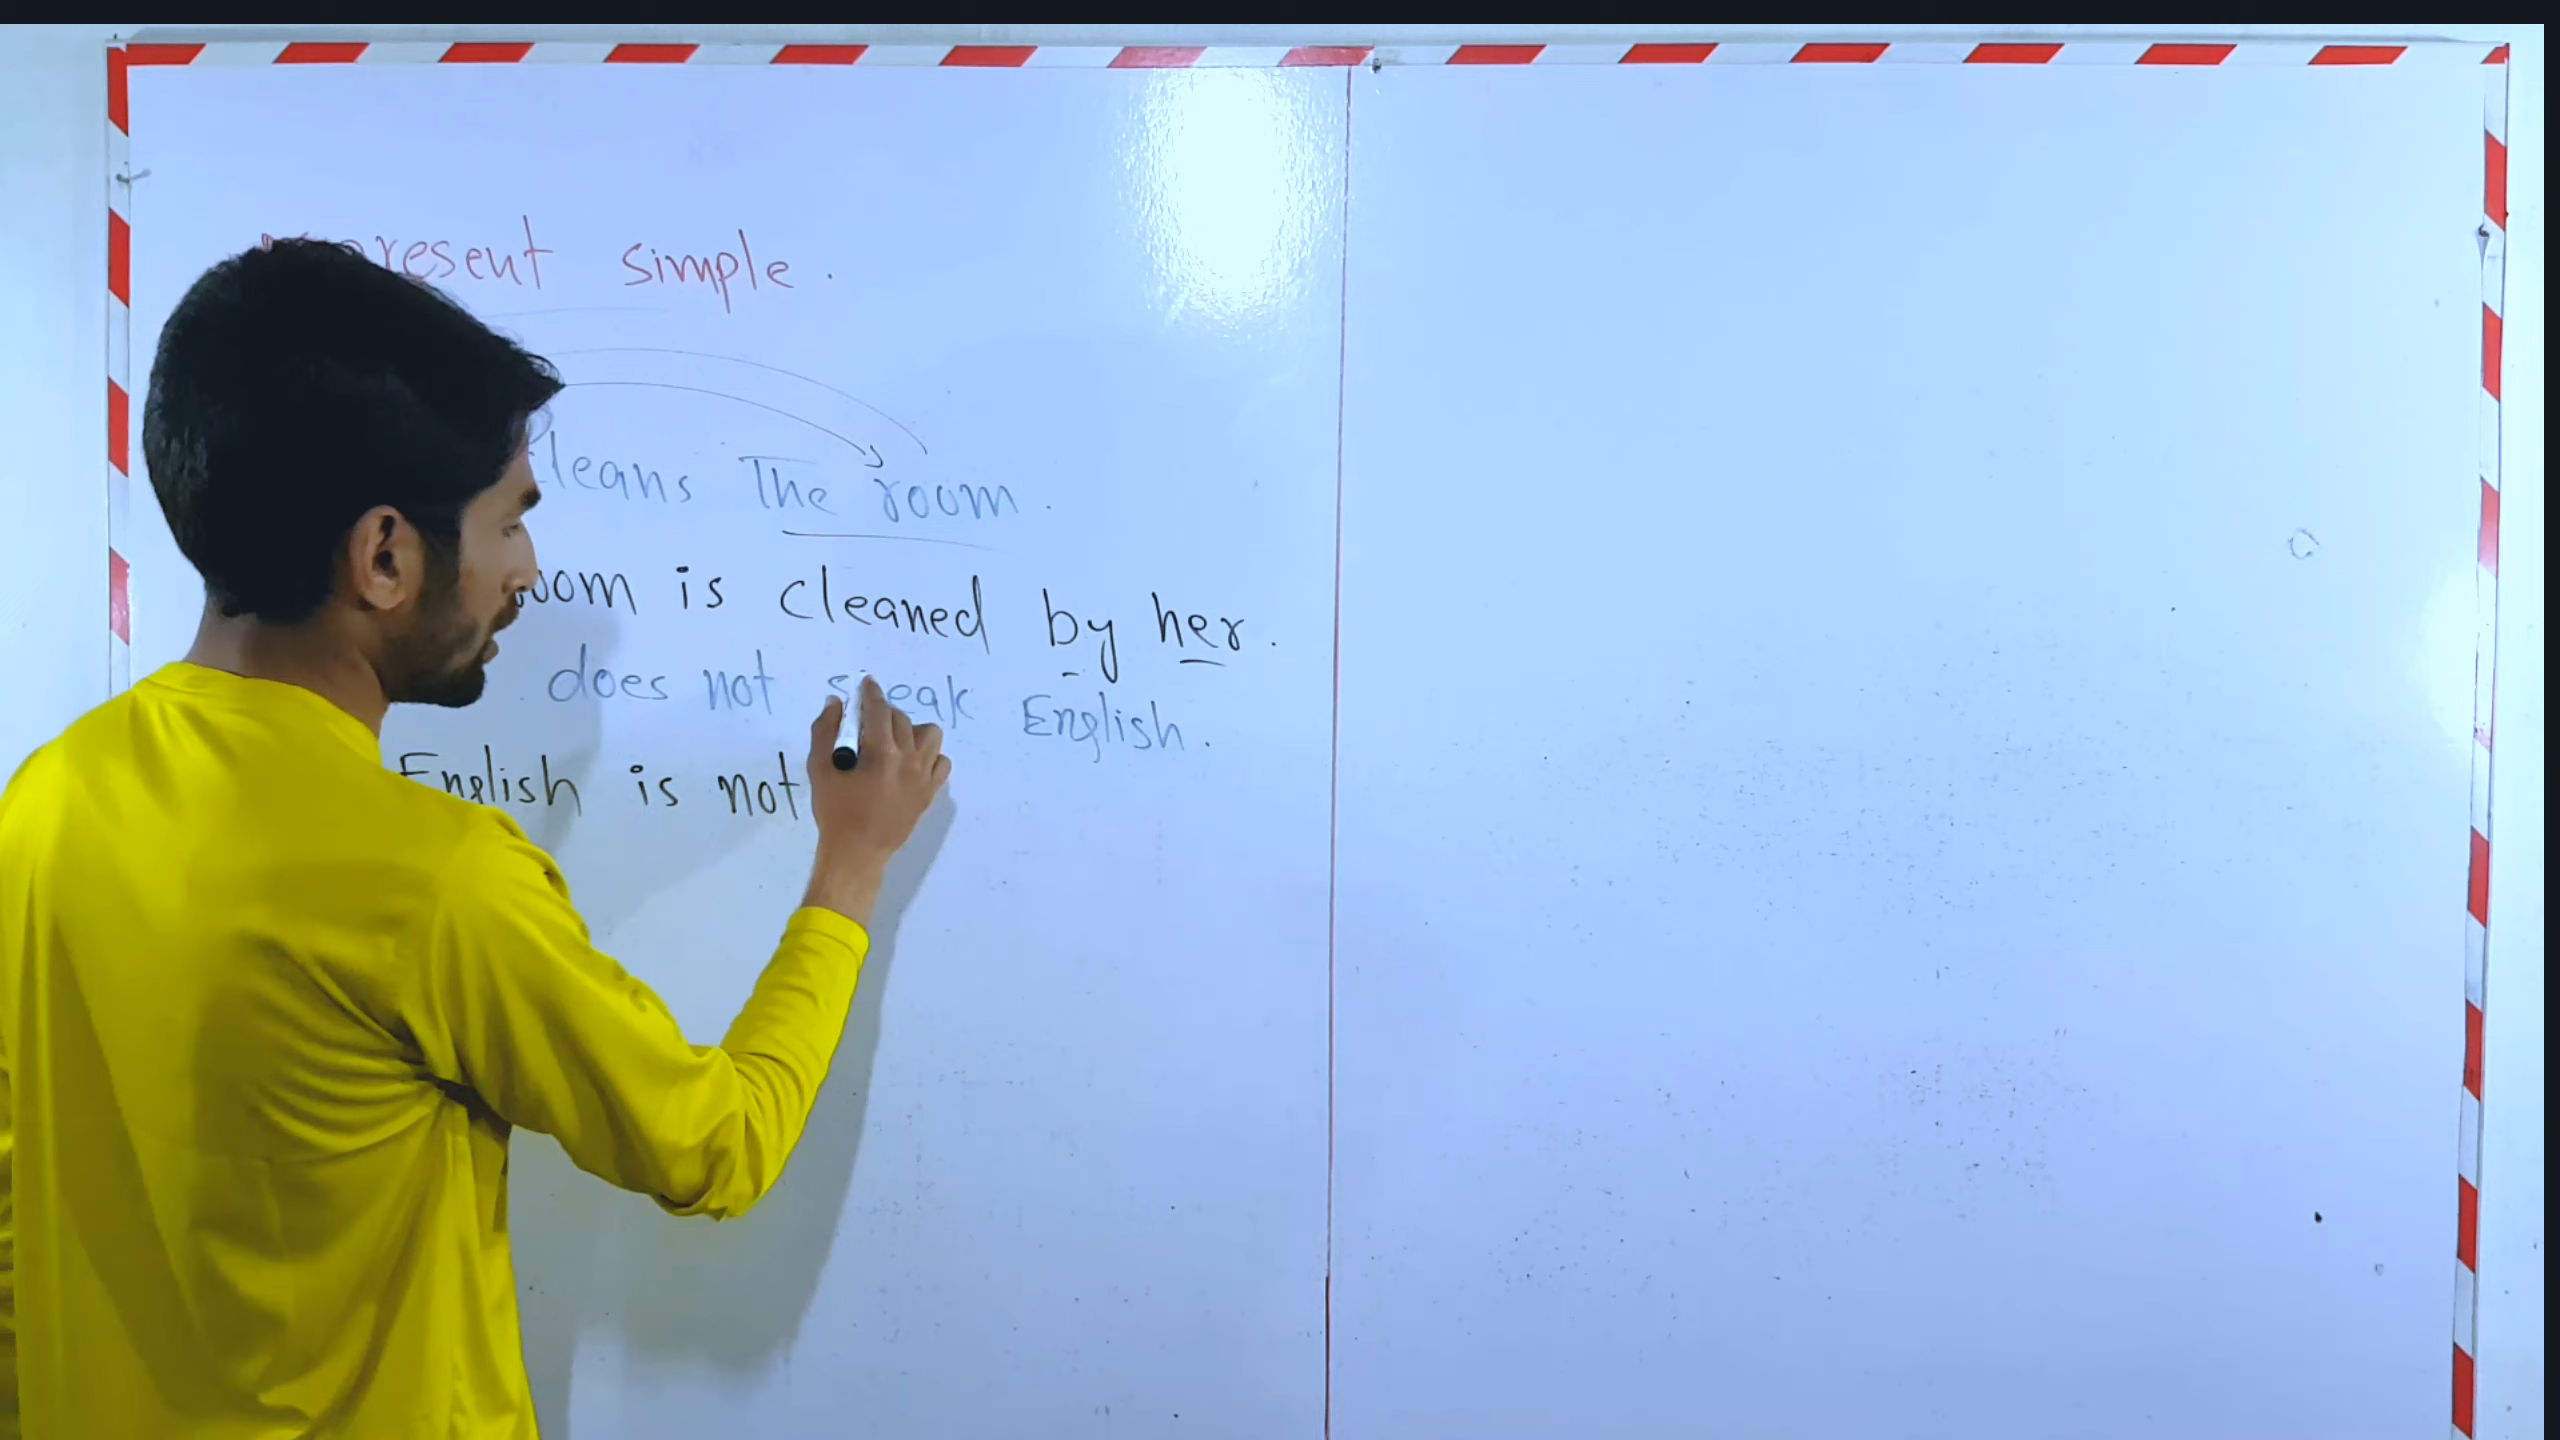 present simple.
cleans The room.
room is cleaned by her.
does not speak English.
English is not